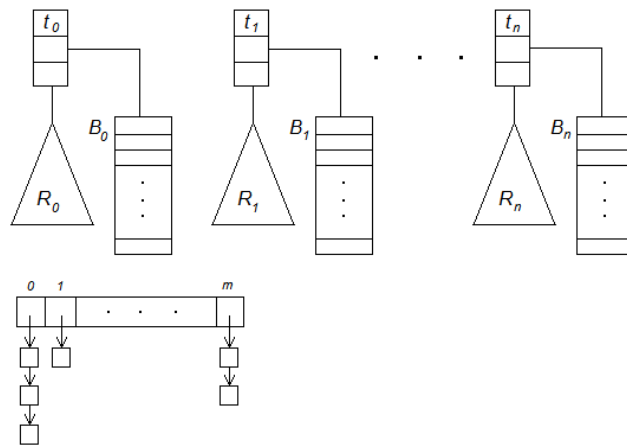 t₀ t₁ . . . tₙ
B₀ B₁ Bₙ
R₀ R₁ Rₙ
0 1 m
. . .